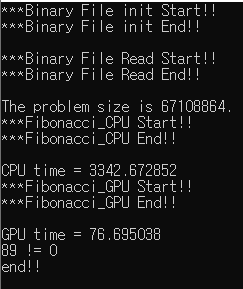 ***Binary File init Start!!
***Binary File init End!!
***Binary File Read Start!!
***Binary File Read End!!
The problem size is 67108864.
***Fibonacci_CPU Start!!
***Fibonacci_CPU End!!
CPU time = 3342.672852
***Fibonacci_GPU Start!!
***Fibonacci_GPU End!!
GPU time = 76.695038
89 != 0
end!!